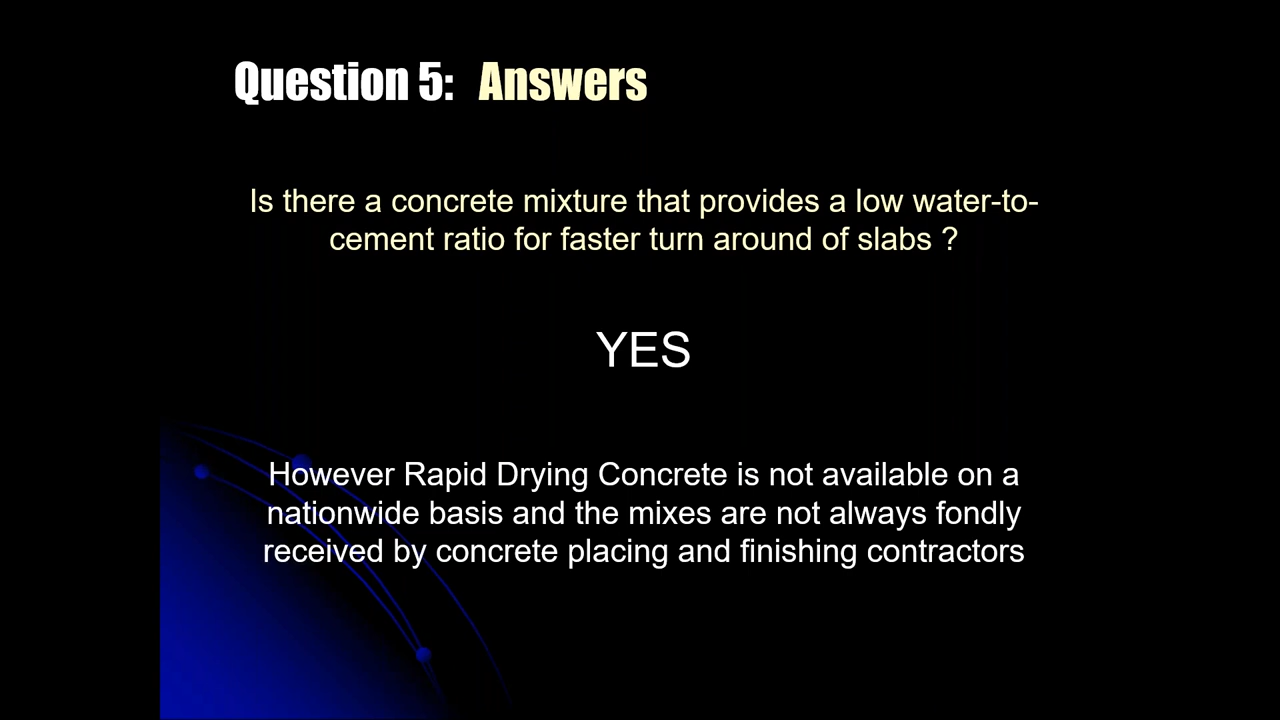 Question 5: Answers
Is there a concrete mixture that provides a low water-to-
cement ratio for faster turn around of slabs ?
YES
However Rapid Drying Concrete is not available on a
nationwide basis and the mixes are not always fondly
received by concrete placing and finishing contractors